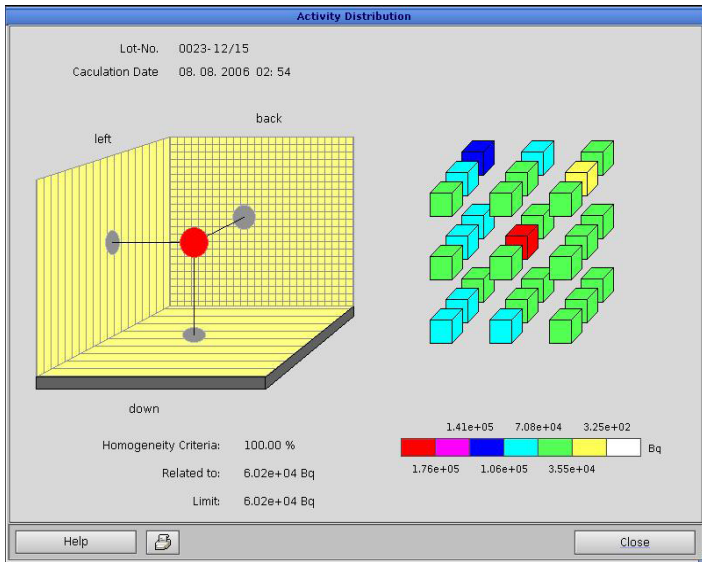 Activity Distribution
Lot-No. 0023-12/15
Caculation Date 08. 08. 2006 02: 54
back
left
down
Homogeneity Criteria: 100.00 %
Related to: 6.02e+04 Bq
Limit: 6.02e+04 Bq
1.41e+05 7.08e+04 3.25e+02
Bq
1.76e+05 1.06e+05 3.55e+04
Help
Close